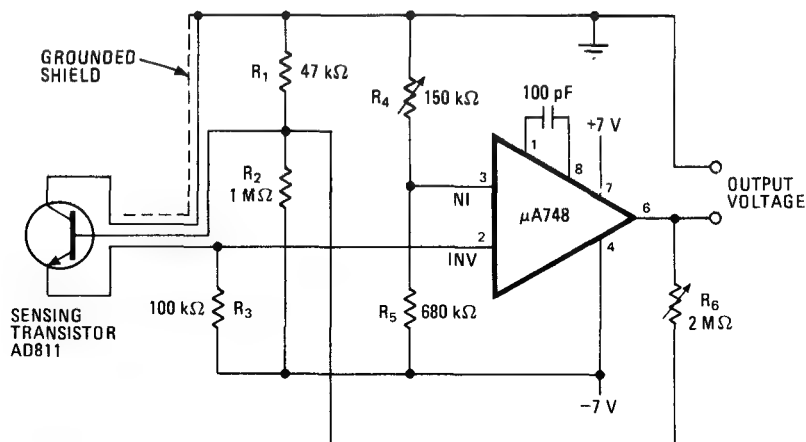 GROUNDED
SHIELD
R1 47 kΩ
R4 150 kΩ
100 pF
+7 V
1
8
R2
1 MΩ
3
NI
7
μA748
6
OUTPUT
VOLTAGE
2
INV
4
SENSING
TRANSISTOR
AD811
100 kΩ R3
R5 680 kΩ
R6
2 MΩ
−7 V